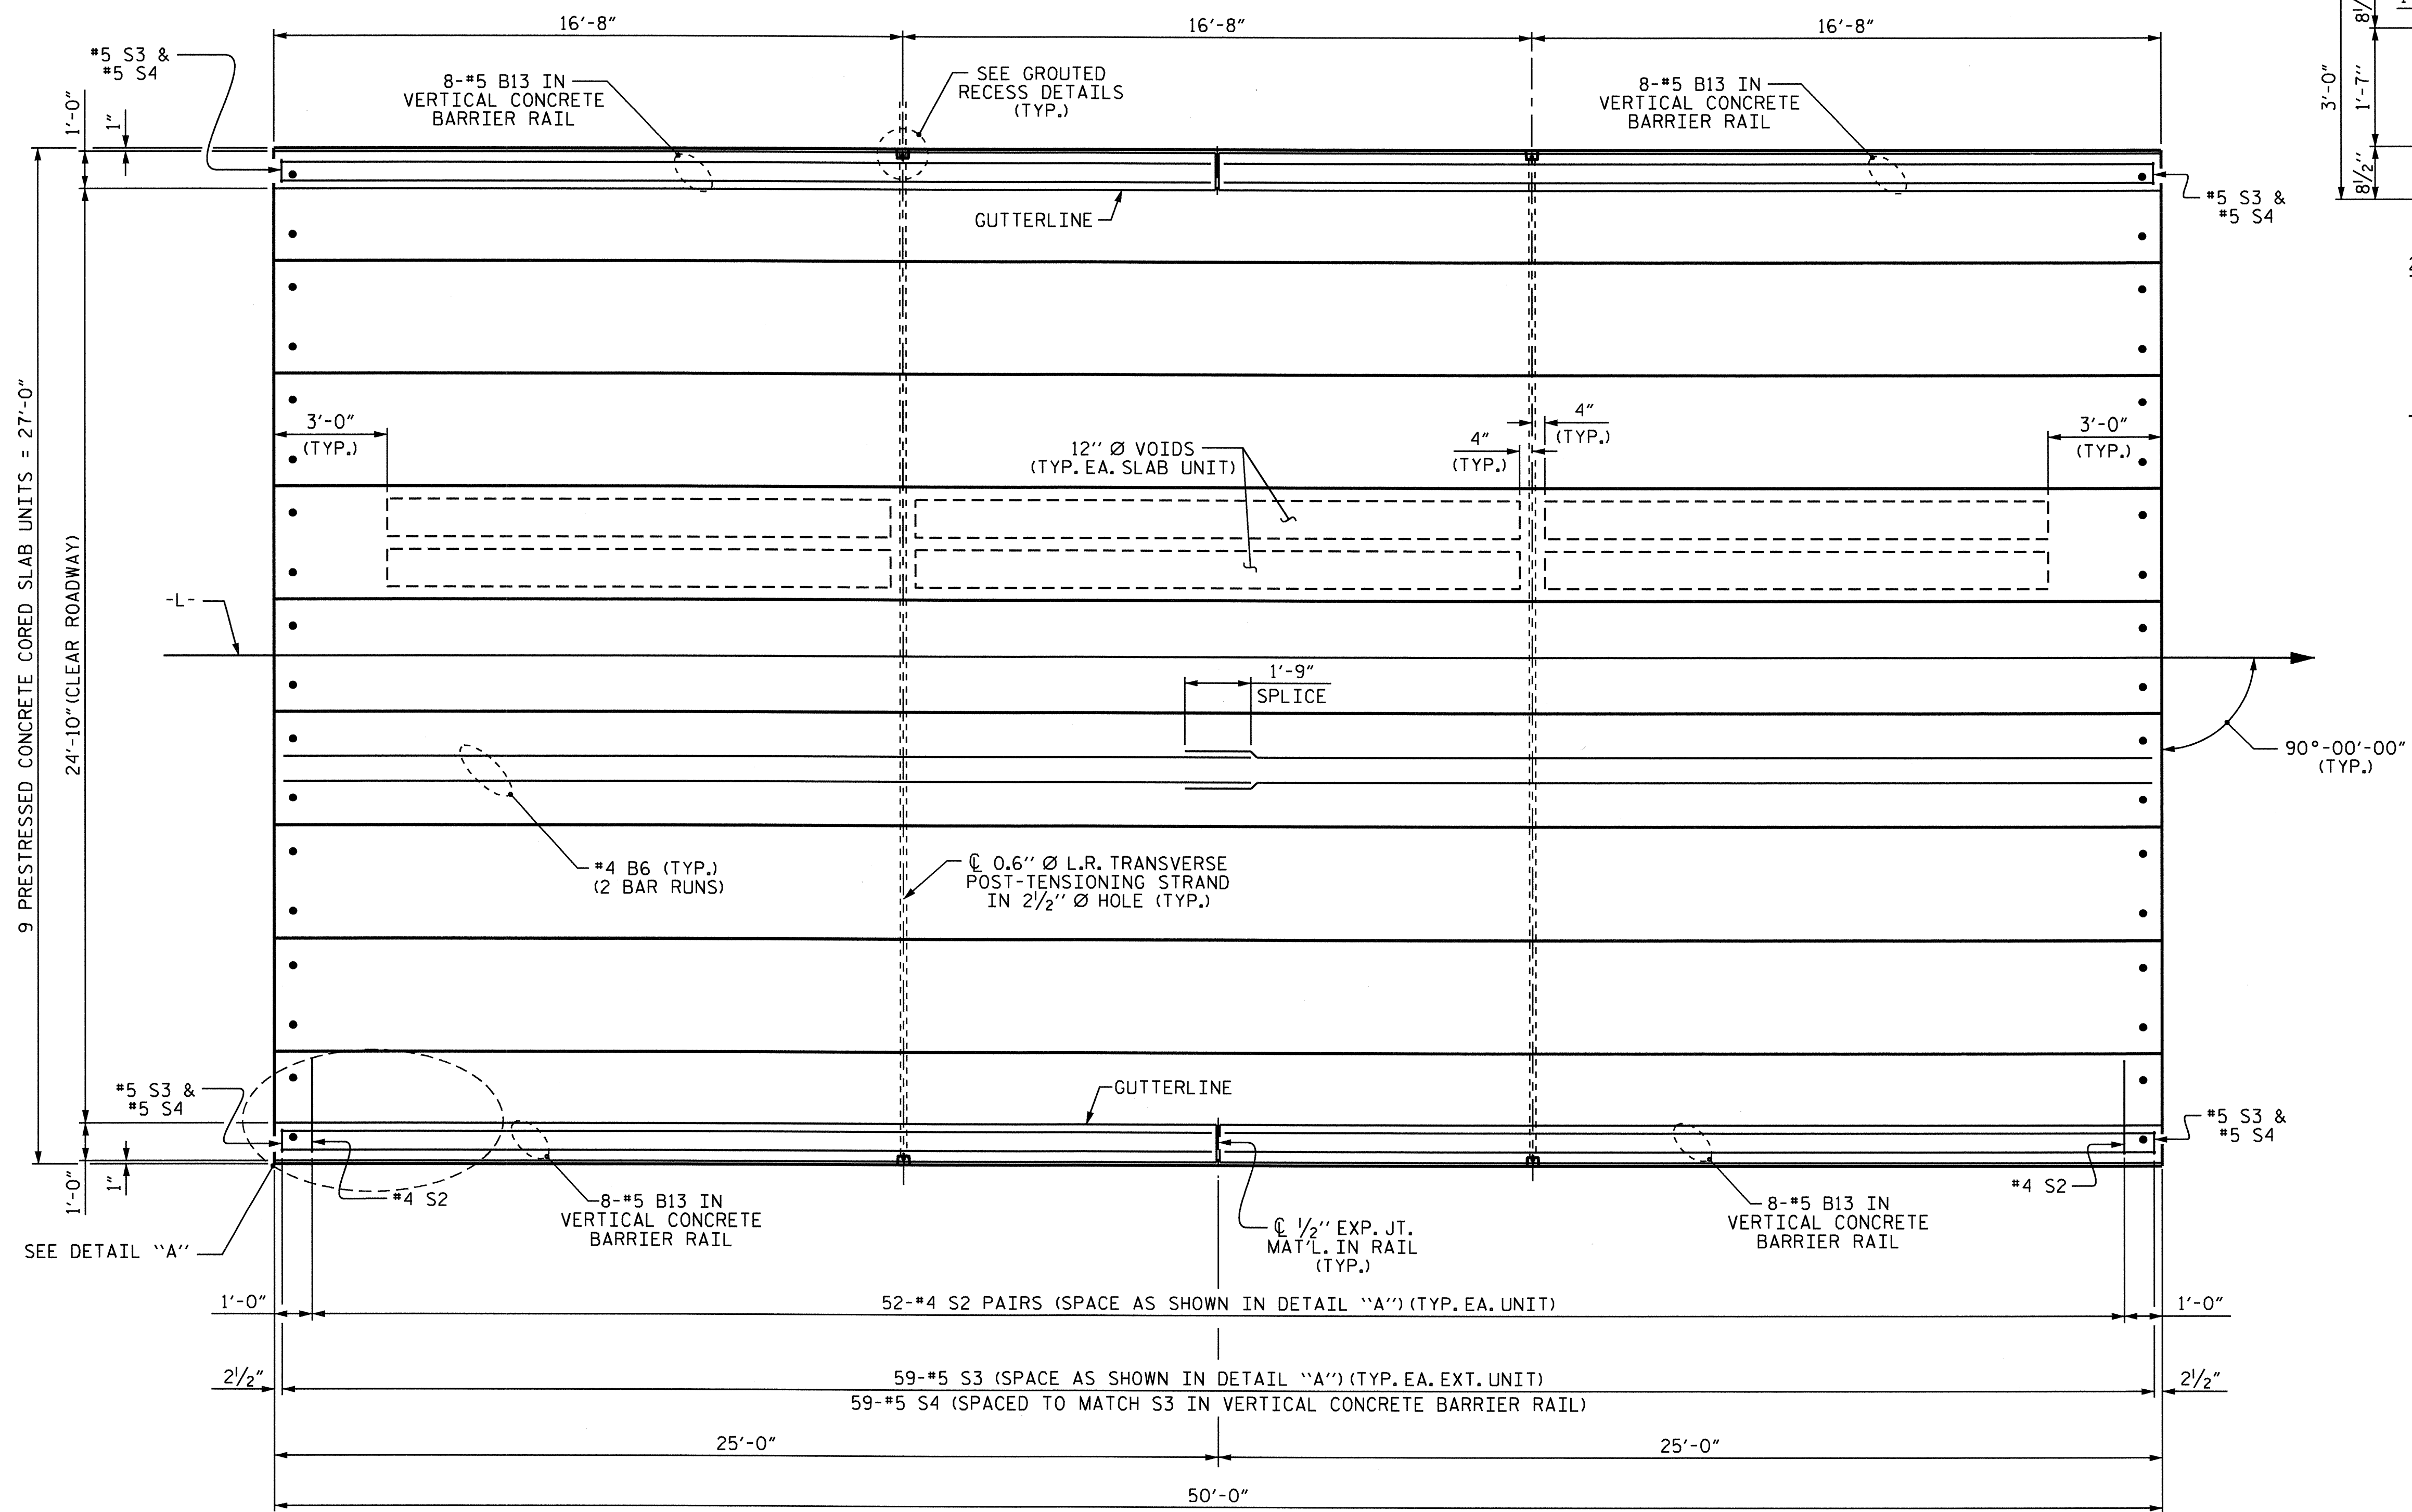 16'-8"
16'-8"
16'-8"
#5 S3 &
#5 S4
8-#5 B13 IN
VERTICAL CONCRETE
BARRIER RAIL
SEE GROUTED
RECESS DETAILS
(TYP.)
8-#5 B13 IN
VERTICAL CONCRETE
BARRIER RAIL
1'-0"
1"
3'-0"
1'-7"
8½"
GUTTERLINE
#5 S3 &
#5 S4
9 PRESTRESSED CONCRETE CORED SLAB UNITS = 27'-0"
24'-10" (CLEAR ROADWAY)
3'-0"
(TYP.)
12" Ø VOIDS
(TYP. EA. SLAB UNIT)
4"
(TYP.)
4"
(TYP.)
3'-0"
(TYP.)
-L-
1'-9"
SPLICE
90°-00'-00"
(TYP.)
#4 B6 (TYP.)
(2 BAR RUNS)
℄ 0.6" Ø L.R. TRANSVERSE
POST-TENSIONING STRAND
IN 2½" Ø HOLE (TYP.)
#5 S3 &
#5 S4
GUTTERLINE
#5 S3 &
#5 S4
1'-0"
1"
#4 S2
8-#5 B13 IN
VERTICAL CONCRETE
BARRIER RAIL
℄ ½" EXP. JT.
MAT'L. IN RAIL
(TYP.)
8-#5 B13 IN
VERTICAL CONCRETE
BARRIER RAIL
#4 S2
SEE DETAIL "A"
1'-0"
52-#4 S2 PAIRS (SPACE AS SHOWN IN DETAIL "A") (TYP. EA. UNIT)
1'-0"
2½"
59-#5 S3 (SPACE AS SHOWN IN DETAIL "A") (TYP. EA. EXT. UNIT)
59-#5 S4 (SPACED TO MATCH S3 IN VERTICAL CONCRETE BARRIER RAIL)
2½"
25'-0"
25'-0"
50'-0"